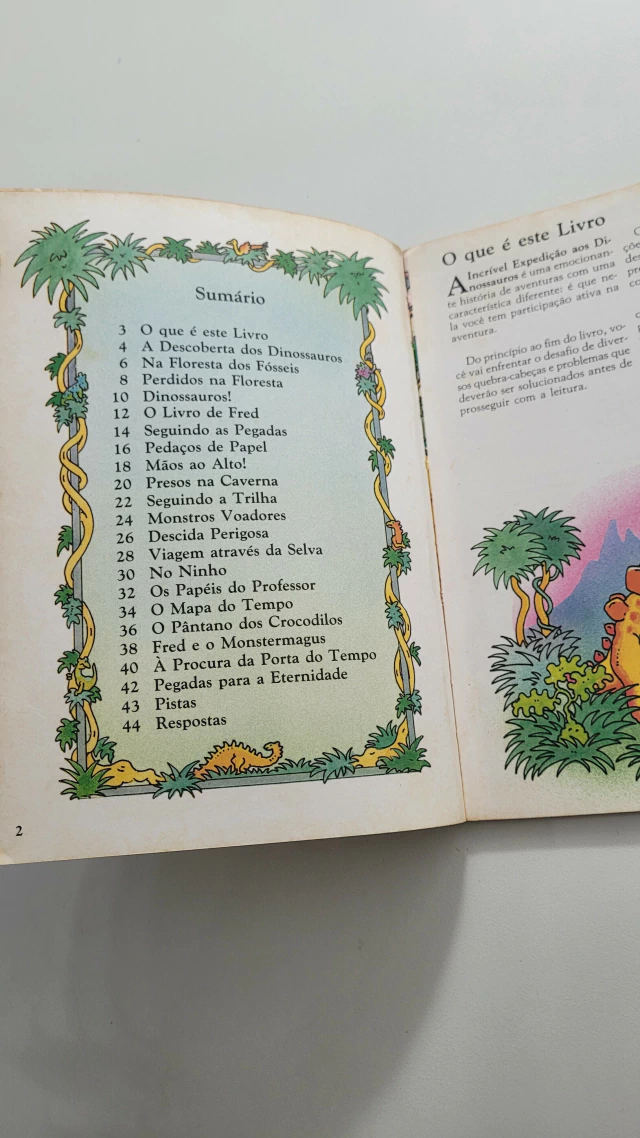 Sumário
3 O que é este Livro
4 A Descoberta dos Dinossauros
6 Na Floresta dos Fósseis
8 Perdidos na Floresta
10 Dinossauros!
12 O Livro de Fred
14 Seguindo as Pegadas
16 Pedaços de Papel
18 Mãos ao Alto!
20 Presos na Caverna
22 Seguindo a Trilha
24 Monstros Voadores
26 Descida Perigosa
28 Viagem através da Selva
30 No Ninho
32 Os Papéis do Professor
34 O Mapa do Tempo
36 O Pântano dos Crocodilos
38 Fred e o Monstermagus
40 À Procura da Porta do Tempo
42 Pegadas para a Eternidade
43 Pistas
44 Respostas
2
O que é este Livro
A Incrível Expedição aos Di-
nossauros é uma emocionan-
te história de aventuras com uma
característica diferente: é que ne-
la você tem participação ativa na
aventura.
Do princípio ao fim do livro, vo-
cê vai enfrentar o desafio de diver-
sos quebra-cabeças e problemas que
deverão ser solucionados antes de
prosseguir com a leitura.